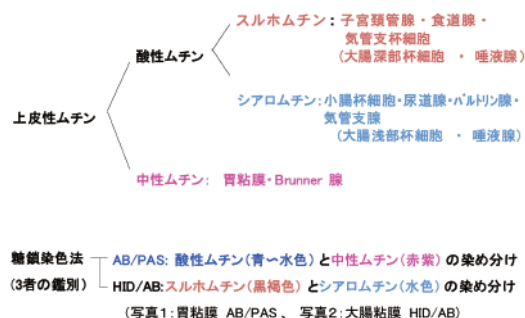 スルホムチン：子宮頚管腺・食道腺・
気管支杯細胞
（大腸深部杯細胞 ・ 唾液腺）
酸性ムチン
シアロムチン：小腸杯細胞・尿道腺・バルトリン腺・
気管支腺
（大腸浅部杯細胞 ・ 唾液腺）
上皮性ムチン
中性ムチン： 胃粘膜・Brunner 腺
糖鎖染色法 AB/PAS: 酸性ムチン（青〜水色）と中性ムチン（赤紫）の染め分け
（3者の鑑別） HID/AB:スルホムチン（黒褐色）とシアロムチン（水色）の染め分け
（写真1：胃粘膜 AB/PAS 、 写真2：大腸粘膜 HID/AB）